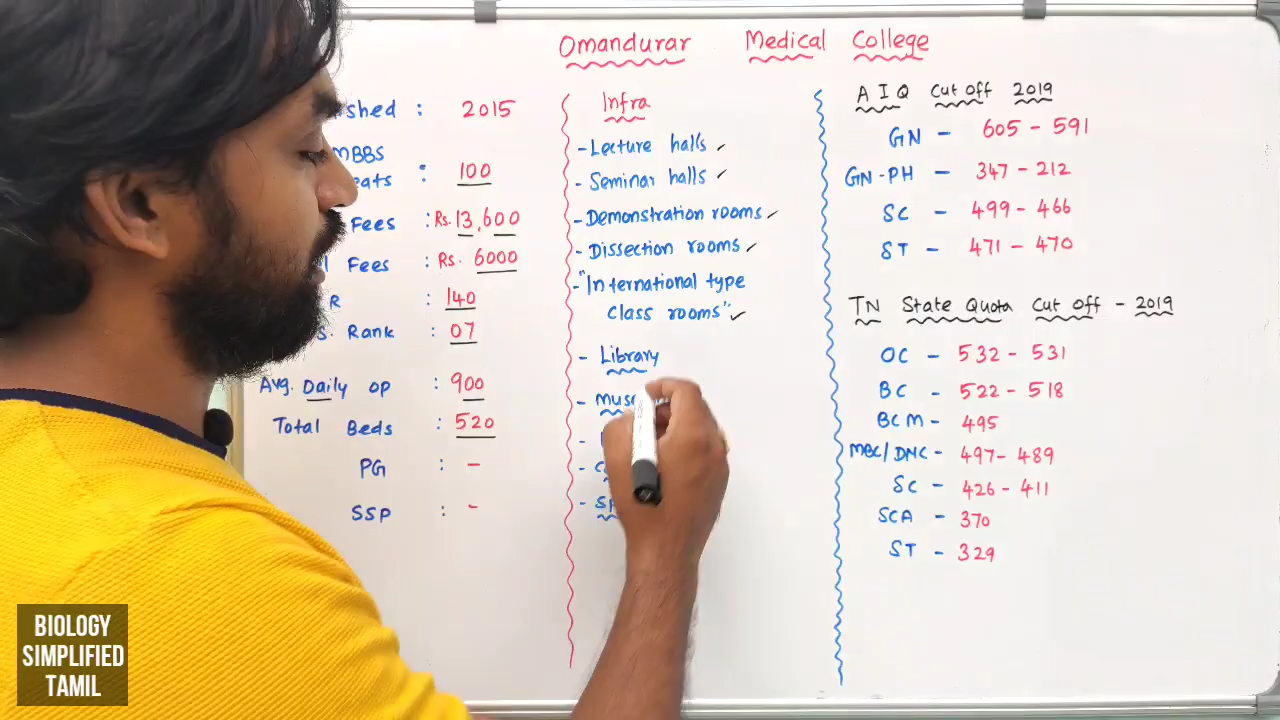 Omandurar Medical College
shed : 2015
MBBS
eats : 100
Fees : Rs. 13,600
Fees : Rs. 6000
R : 140
Rank : 07
Avg. Daily op : 900
Total Beds : 520
PG : -
SSP : -
Infra
- Lecture halls ✓
- Seminar halls ✓
- Demonstration rooms ✓
- Dissection rooms ✓
- "International type
Class rooms" ✓
- Library
AIQ Cut off 2019
GN - 605 - 591
GN-PH - 347 - 212
SC - 499 - 466
ST - 471 - 470
TN State Quota Cut Off - 2019
OC - 532 - 531
BC - 522 - 518
BCM - 495
MBC/DNC - 497 - 489
SC - 426 - 411
SCA - 370
ST - 329
BIOLOGY
SIMPLIFIED
TAMIL